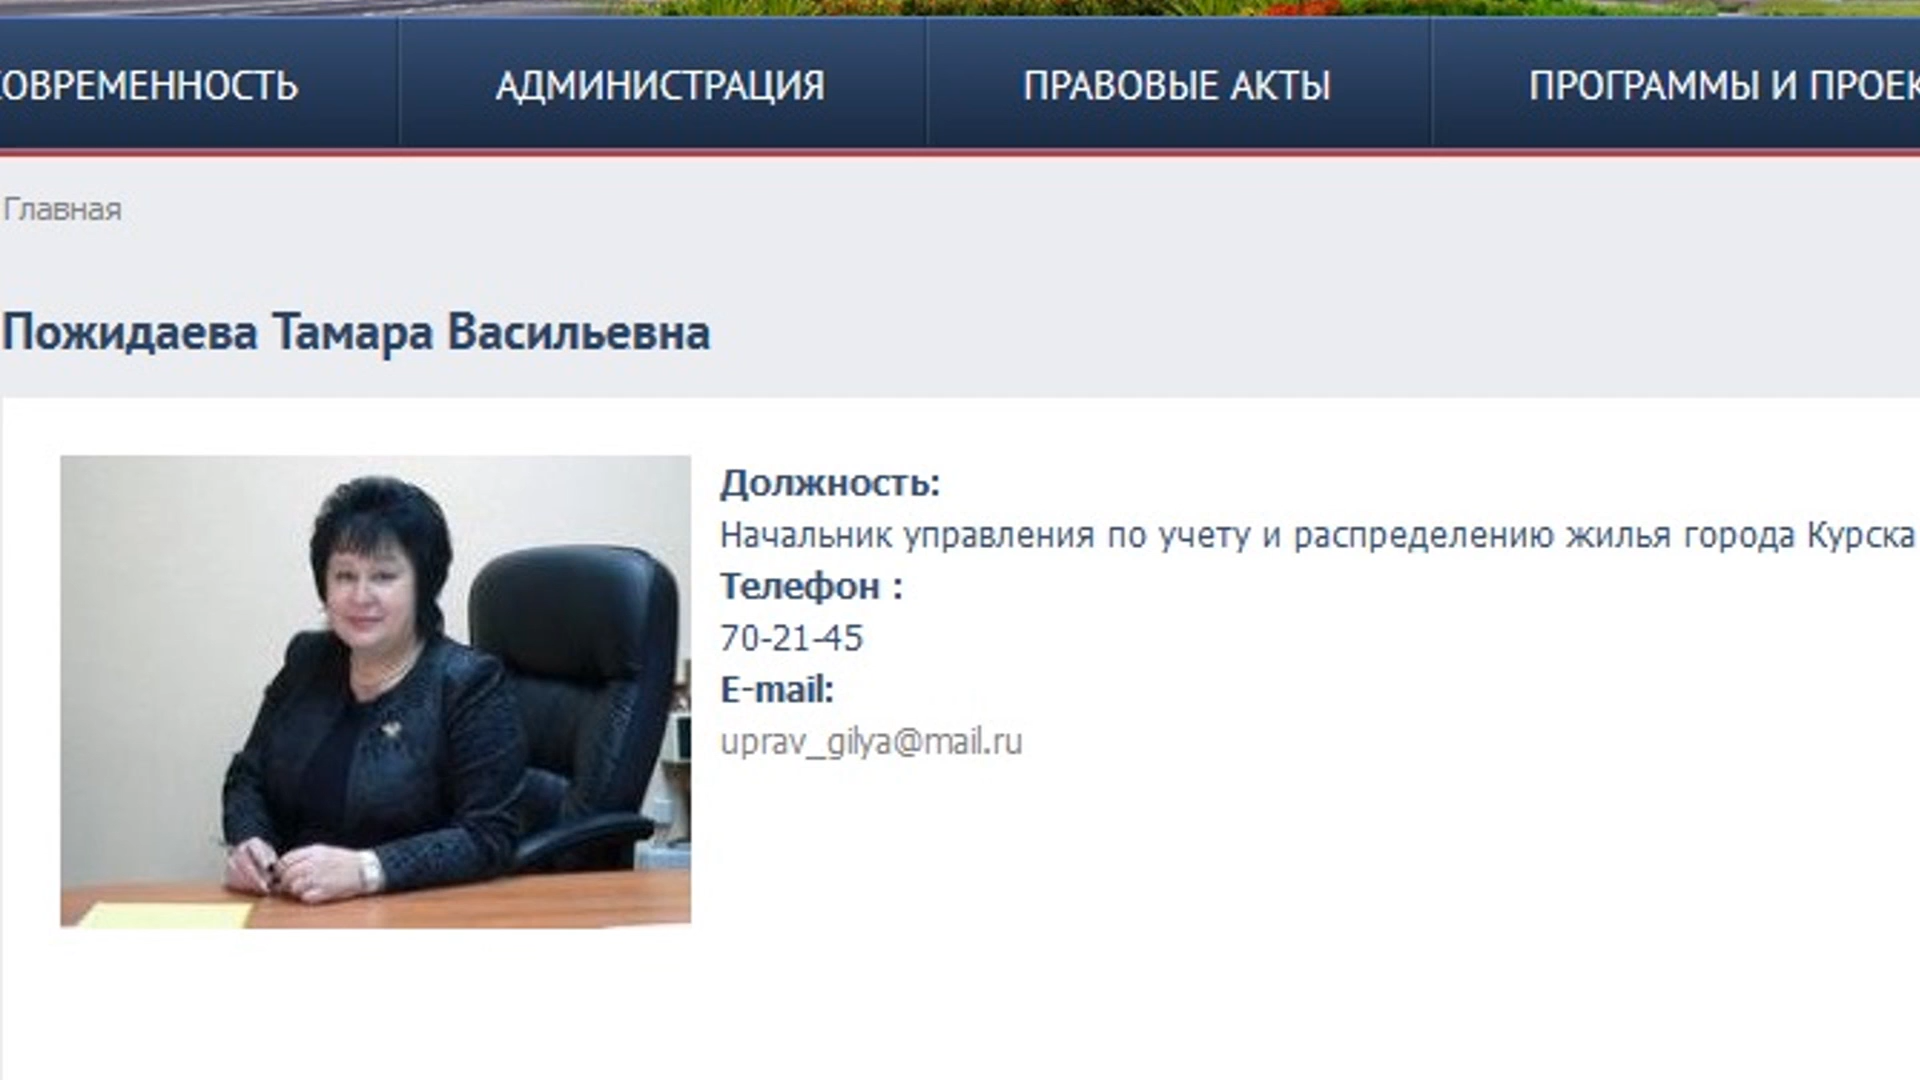 СОВРЕМЕННОСТЬ АДМИНИСТРАЦИЯ ПРАВОВЫЕ АКТЫ ПРОГРАММЫ И ПРОЕК
Главная
Пожидаева Тамара Васильевна
Должность:
Начальник управления по учету и распределению жилья города Курска
Телефон :
70-21-45
E-mail:
uprav_gilya@mail.ru